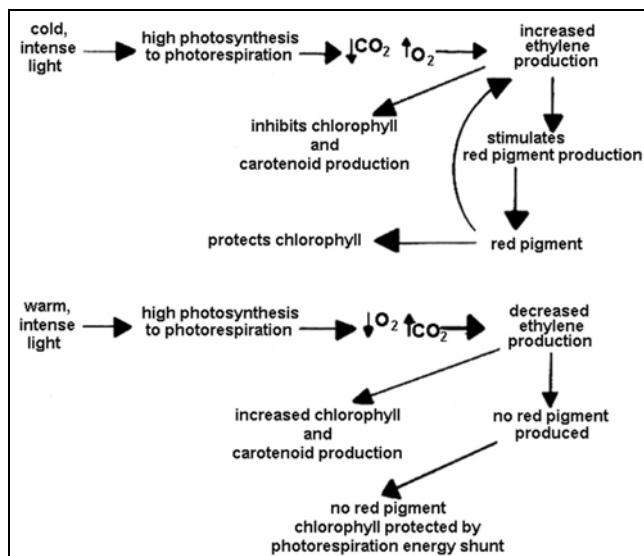 cold,
intense
light
high photosynthesis
to photorespiration
↓CO2 ↑O2
increased
ethylene
production
inhibits chlorophyll
and
carotenoid production
stimulates
red pigment production
protects chlorophyll
red pigment
warm,
intense
light
high photosynthesis
to photorespiration
↓O2 ↑CO2
decreased
ethylene
production
increased chlorophyll
and
carotenoid production
no red pigment
produced
no red pigment
chlorophyll protected by
photorespiration energy shunt